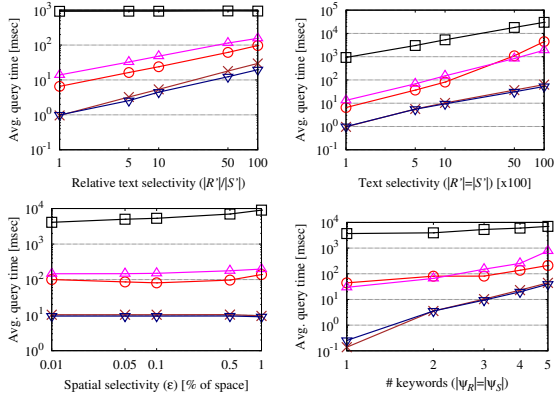 Avg. query time [msec]
10^3
10^2
10^1
10^0
10^-1
1 5 10 50 100
Relative text selectivity (|R'|/|S'|)
Avg. query time [msec]
10^5
10^4
10^3
10^2
10^1
10^0
10^-1
1 5 10 50 100
Text selectivity (|R'|=|S'|) [x100]
Avg. query time [msec]
10^4
10^3
10^2
10^1
10^0
0.01 0.05 0.1 0.5 1
Spatial selectivity (ε) [% of space]
Avg. query time [msec]
10^4
10^3
10^2
10^1
10^0
10^-1
1 2 3 4 5
# keywords (|ψ_R|=|ψ_S|)